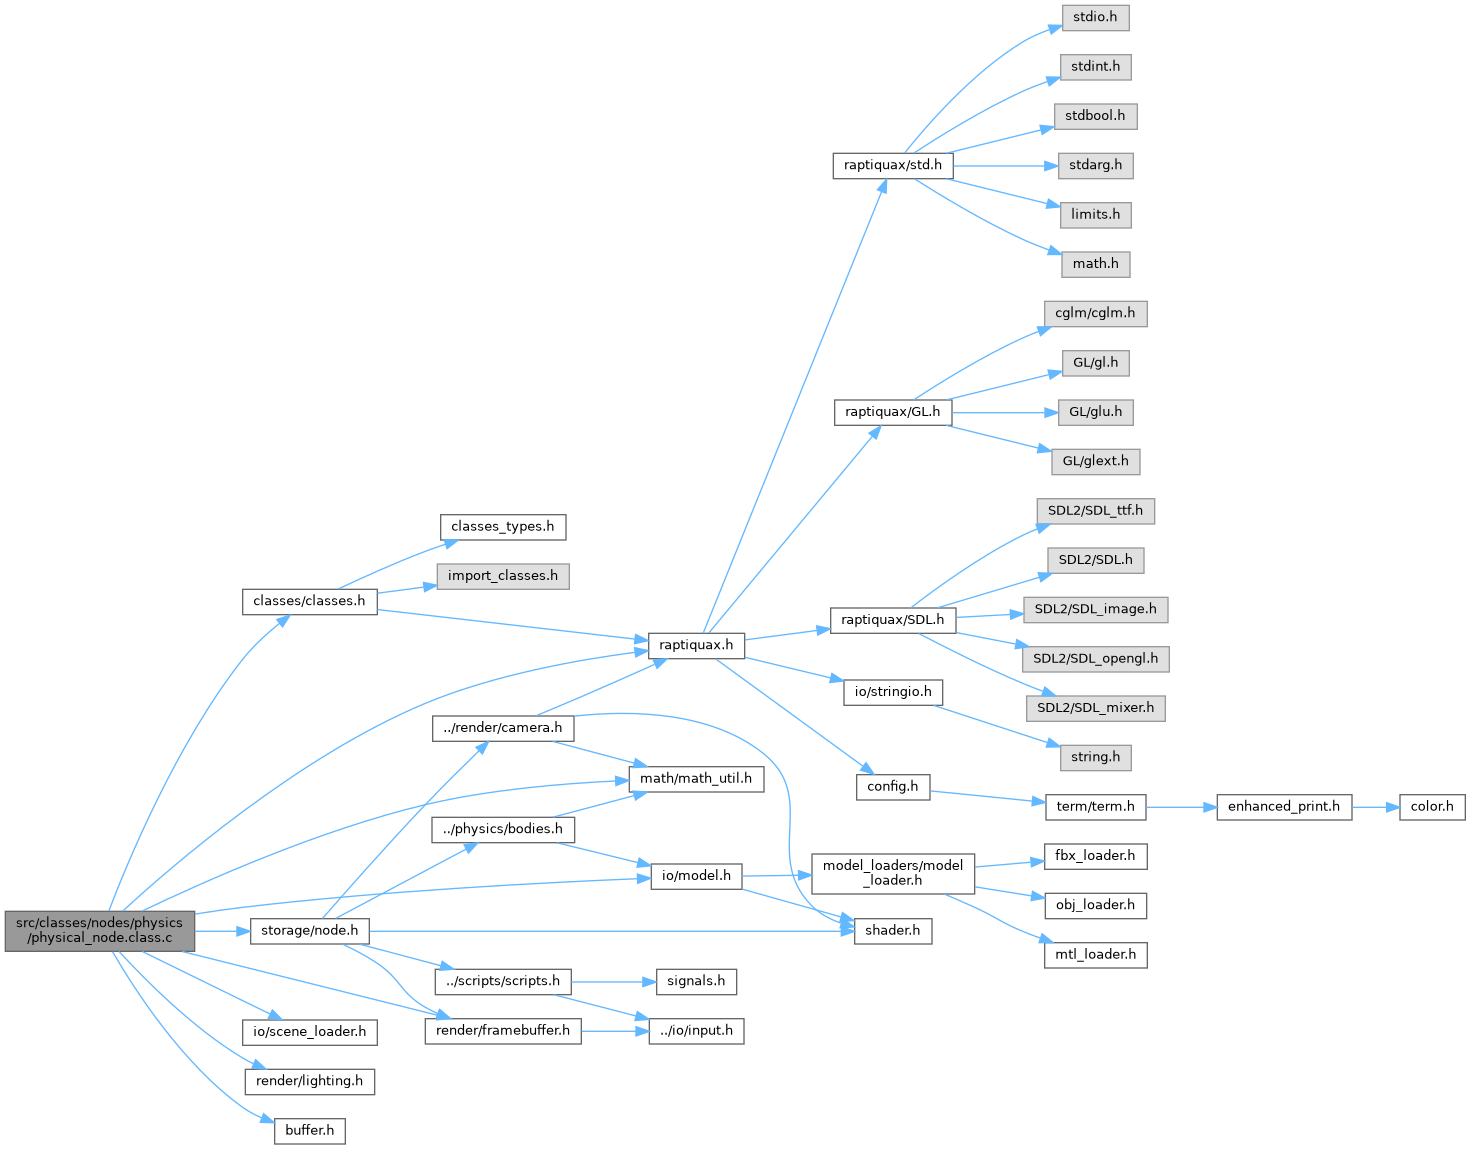 stdio.h
stdint.h
stdbool.h
raptiquax/std.h
stdarg.h
limits.h
math.h
cglm/cglm.h
GL/gl.h
raptiquax/GL.h
GL/glu.h
GL/glext.h
SDL2/SDL_ttf.h
classes_types.h
SDL2/SDL.h
import_classes.h
classes/classes.h
SDL2/SDL_image.h
raptiquax/SDL.h
raptiquax.h
SDL2/SDL_opengl.h
io/stringio.h
SDL2/SDL_mixer.h
../render/camera.h
string.h
math/math_util.h
config.h
term/term.h
enhanced_print.h
color.h
../physics/bodies.h
fbx_loader.h
model_loaders/model
_loader.h
io/model.h
obj_loader.h
src/classes/nodes/physics
/physical_node.class.c
storage/node.h
shader.h
mtl_loader.h
../scripts/scripts.h
signals.h
io/scene_loader.h
render/framebuffer.h
../io/input.h
render/lighting.h
buffer.h